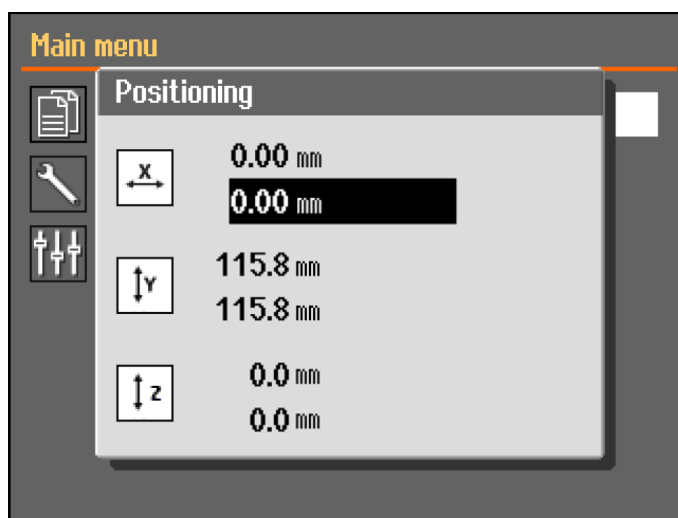 Main menu
Positioning
X
0.00 mm
0.00 mm
Y
115.8 mm
115.8 mm
Z
0.0 mm
0.0 mm